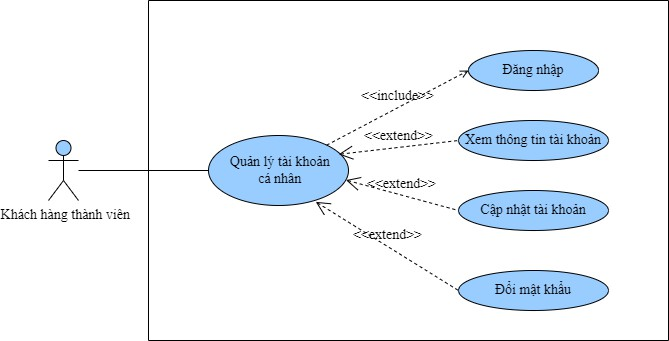 Đăng nhập
<<include>>
<<extend>>
Xem thông tin tài khoản
Quản lý tài khoản
cá nhân
<<extend>>
Cập nhật tài khoản
Khách hàng thành viên
<<extend>>
Đổi mật khẩu